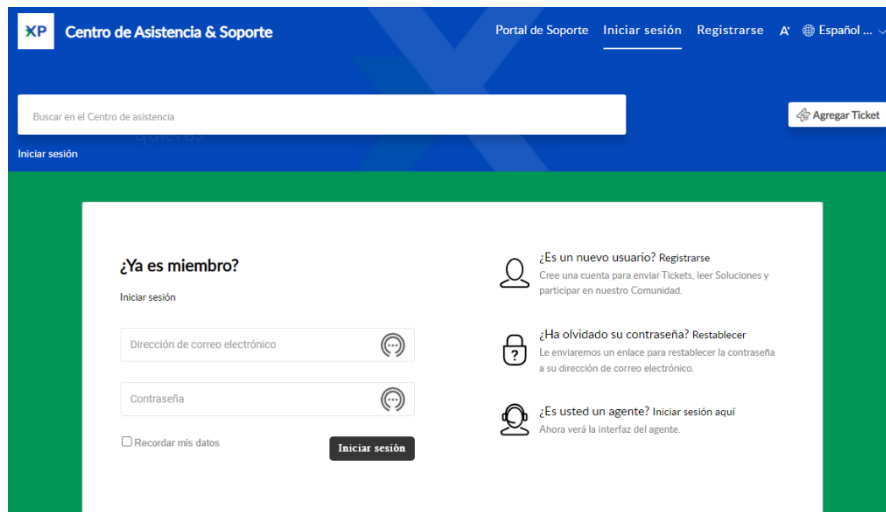 XP Centro de Asistencia & Soporte
Portal de Soporte Iniciar sesión Registrarse A⁺ Español ...
Buscar en el Centro de asistencia
Agregar Ticket
quieras
Iniciar sesión
¿Ya es miembro?
Iniciar sesión
Dirección de correo electrónico
Contraseña
Recordar mis datos
Iniciar sesión
¿Es un nuevo usuario? Registrarse
Cree una cuenta para enviar Tickets, leer Soluciones y
participar en nuestro Comunidad.
¿Ha olvidado su contraseña? Restablecer
Le enviaremos un enlace para restablecer la contraseña
a su dirección de correo electrónico.
¿Es usted un agente? Iniciar sesión aquí
Ahora verá la interfaz del agente.